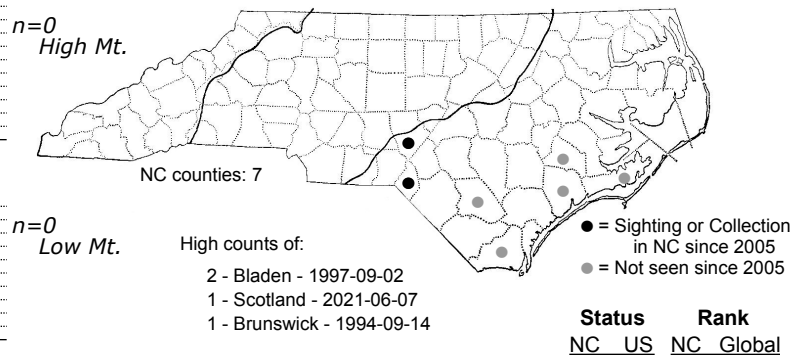 n=0
High Mt.
NC counties: 7
n=0
Low Mt.
High counts of:
2 - Bladen - 1997-09-02
1 - Scotland - 2021-06-07
1 - Brunswick - 1994-09-14
● = Sighting or Collection
in NC since 2005
● = Not seen since 2005
Status Rank
NC US NC Global